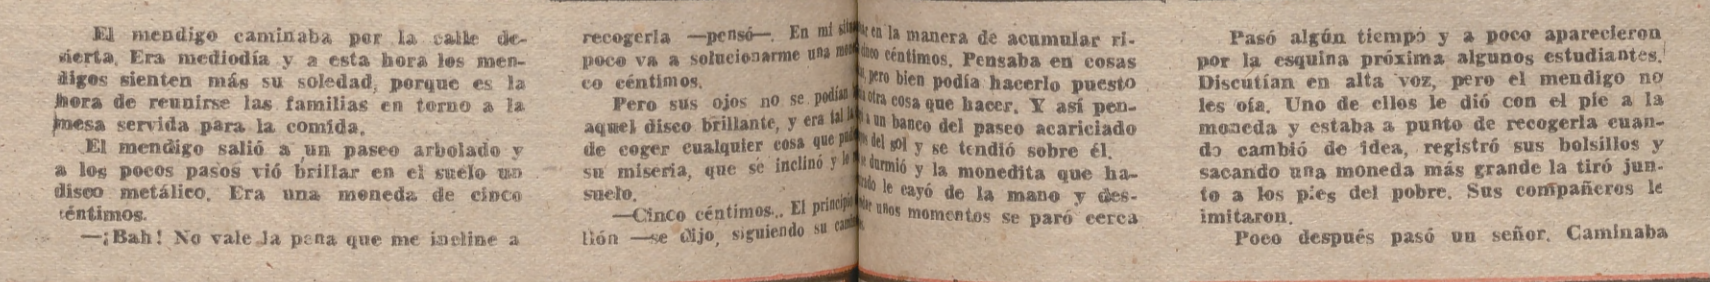 El mendigo caminaba por la calle de-
sierta. Era mediodía y a esta hora los men-
digos sienten más su soledad, porque es la
hora de reunirse las familias en torno a la
mesa servida para la comida.
El mendigo salió a un paseo arbolado y
a los pocos pasos vió brillar en el suelo un
disco metálico. Era una moneda de cinco
céntimos.
—¡Bah! No vale la pena que me incline a
recogerla —pensó—. En mi
poco va a solucionarme una
co céntimos.
Pero sus ojos no se podían
aquel disco brillante, y era tal
de coger cualquier cosa que
su miseria, que se inclinó y
suelo.
—Cinco céntimos... El
llón —se dijo, siguiendo su
en la manera de acumular ri-
cinco céntimos. Pensaba en cosas
pero bien podía hacerlo puesto
otra cosa que hacer. Y así pen-
a un banco del paseo acariciado
del sol y se tendió sobre él.
durmió y la monedita que ha-
le cayó de la mano y des-
unos momentos se paró cerca
Pasó algún tiempo y a poco aparecieron
por la esquina próxima algunos estudiantes.
Discutían en alta voz, pero el mendigo no
les oía. Uno de ellos le dió con el pie a la
moneda y estaba a punto de recogerla cuan-
do cambió de idea, registró sus bolsillos y
sacando una moneda más grande la tiró jun-
to a los pies del pobre. Sus compañeros le
imitaron.
Poco después pasó un señor. Caminaba